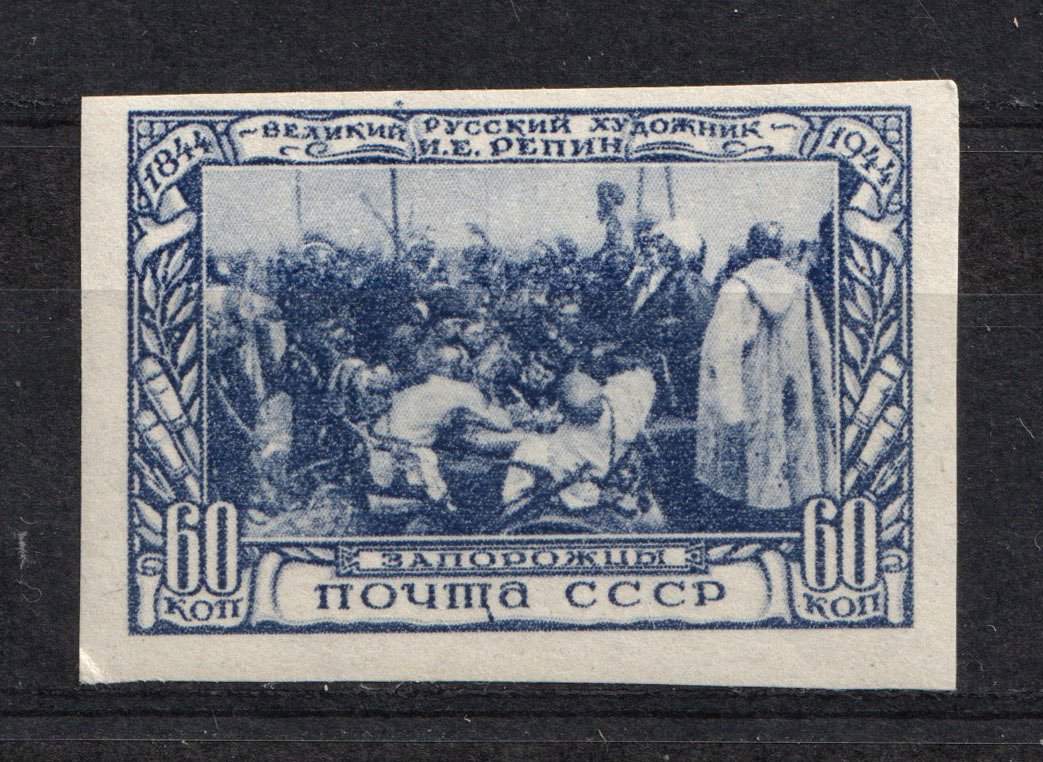 1844
ВЕЛИКИЙ РУССКИЙ ХУДОЖНИК
И.Е. РЕПИН
1944
ЗАПОРОЖЦЫ
60 КОП
ПОЧТА СССР
60 КОП